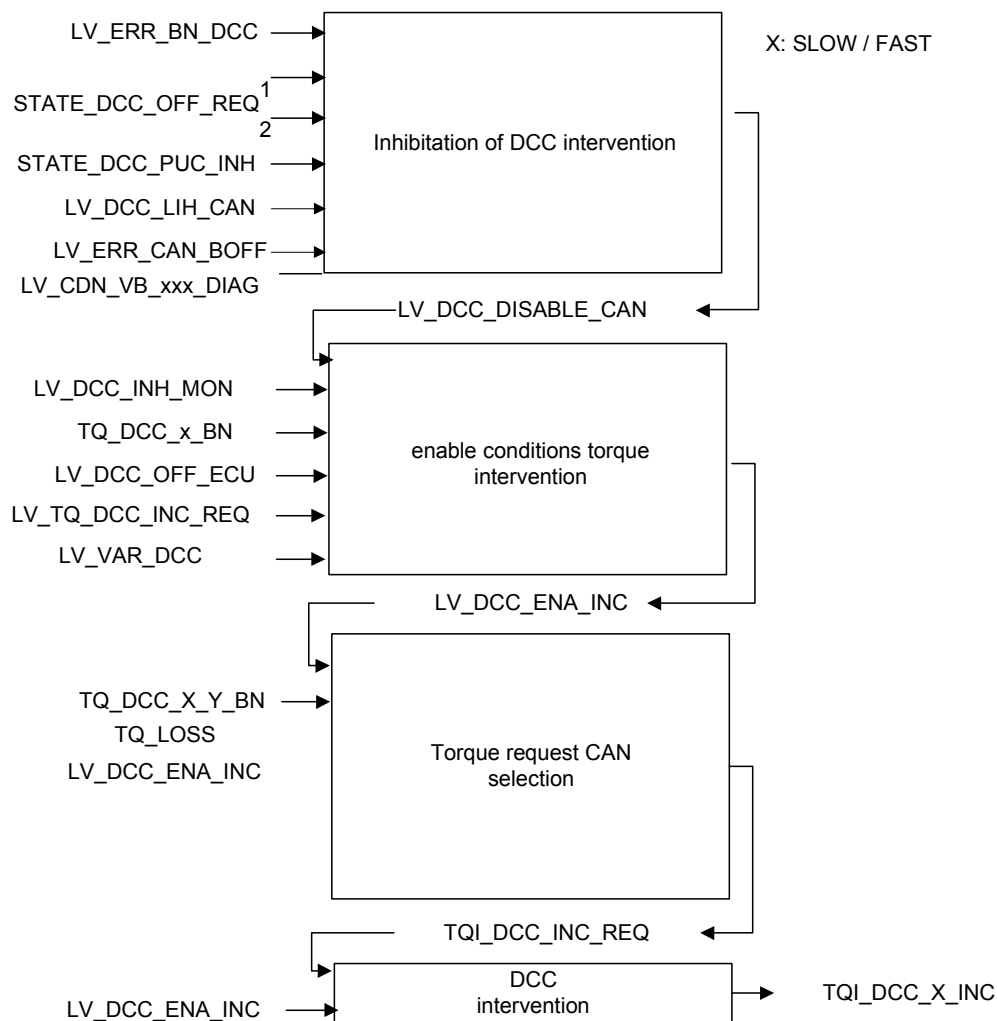 LV_ERR_BN_DCC
X: SLOW / FAST
1
STATE_DCC_OFF_REQ
2
Inhibitation of DCC intervention
STATE_DCC_PUC_INH
LV_DCC_LIH_CAN
LV_ERR_CAN_BOFF
LV_CDN_VB_xxx_DIAG
LV_DCC_DISABLE_CAN
LV_DCC_INH_MON
TQ_DCC_x_BN
enable conditions torque
intervention
LV_DCC_OFF_ECU
LV_TQ_DCC_INC_REQ
LV_VAR_DCC
LV_DCC_ENA_INC
TQ_DCC_X_Y_BN
TQ_LOSS
LV_DCC_ENA_INC
Torque request CAN
selection
TQI_DCC_INC_REQ
DCC
intervention
TQI_DCC_X_INC
LV_DCC_ENA_INC